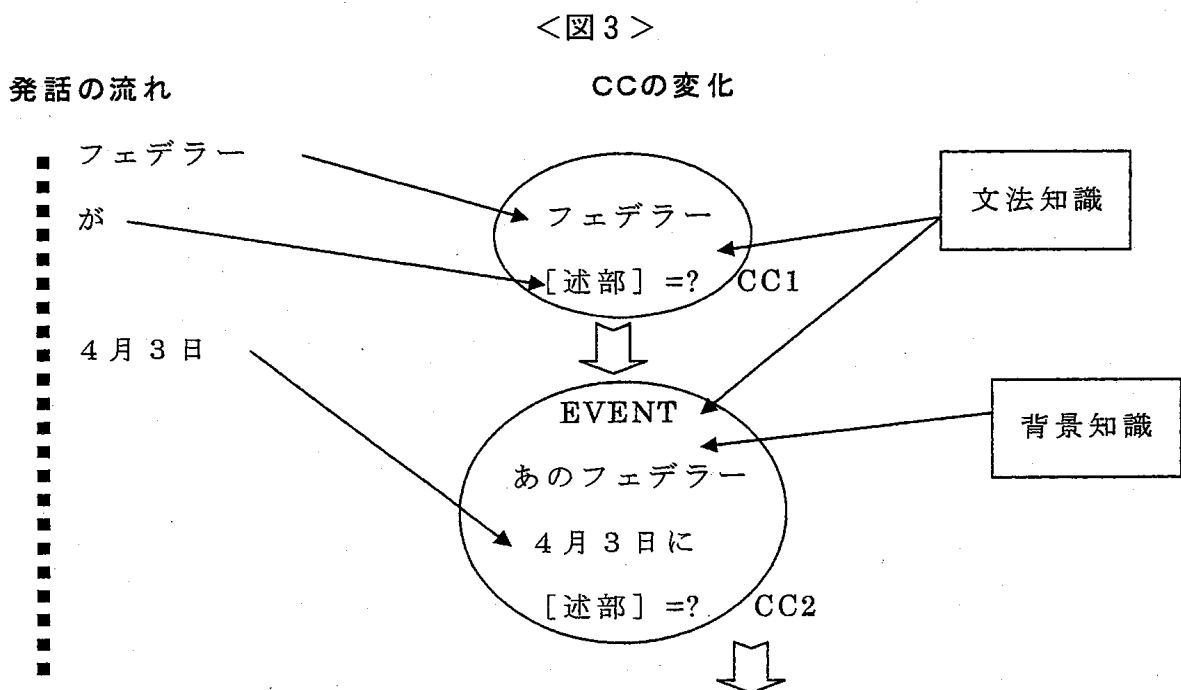 ＜図３＞
発話の流れ
CCの変化
フェデラー
が
４月３日
フェデラー
[述部] =?
CC1
文法知識
EVENT
あのフェデラー
４月３日に
[述部] =?
CC2
背景知識